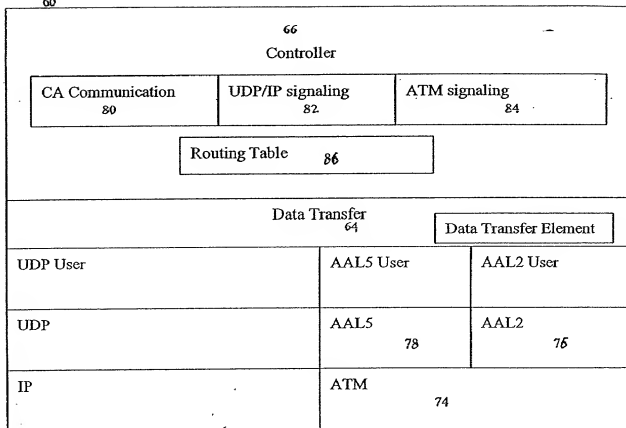 60
66
Controller
CA Communication UDP/IP signaling ATM signaling
80 82 84
Routing Table 86
Data Transfer
64 Data Transfer Element
UDP User AAL5 User AAL2 User
UDP AAL5 AAL2
78 76
IP ATM
74